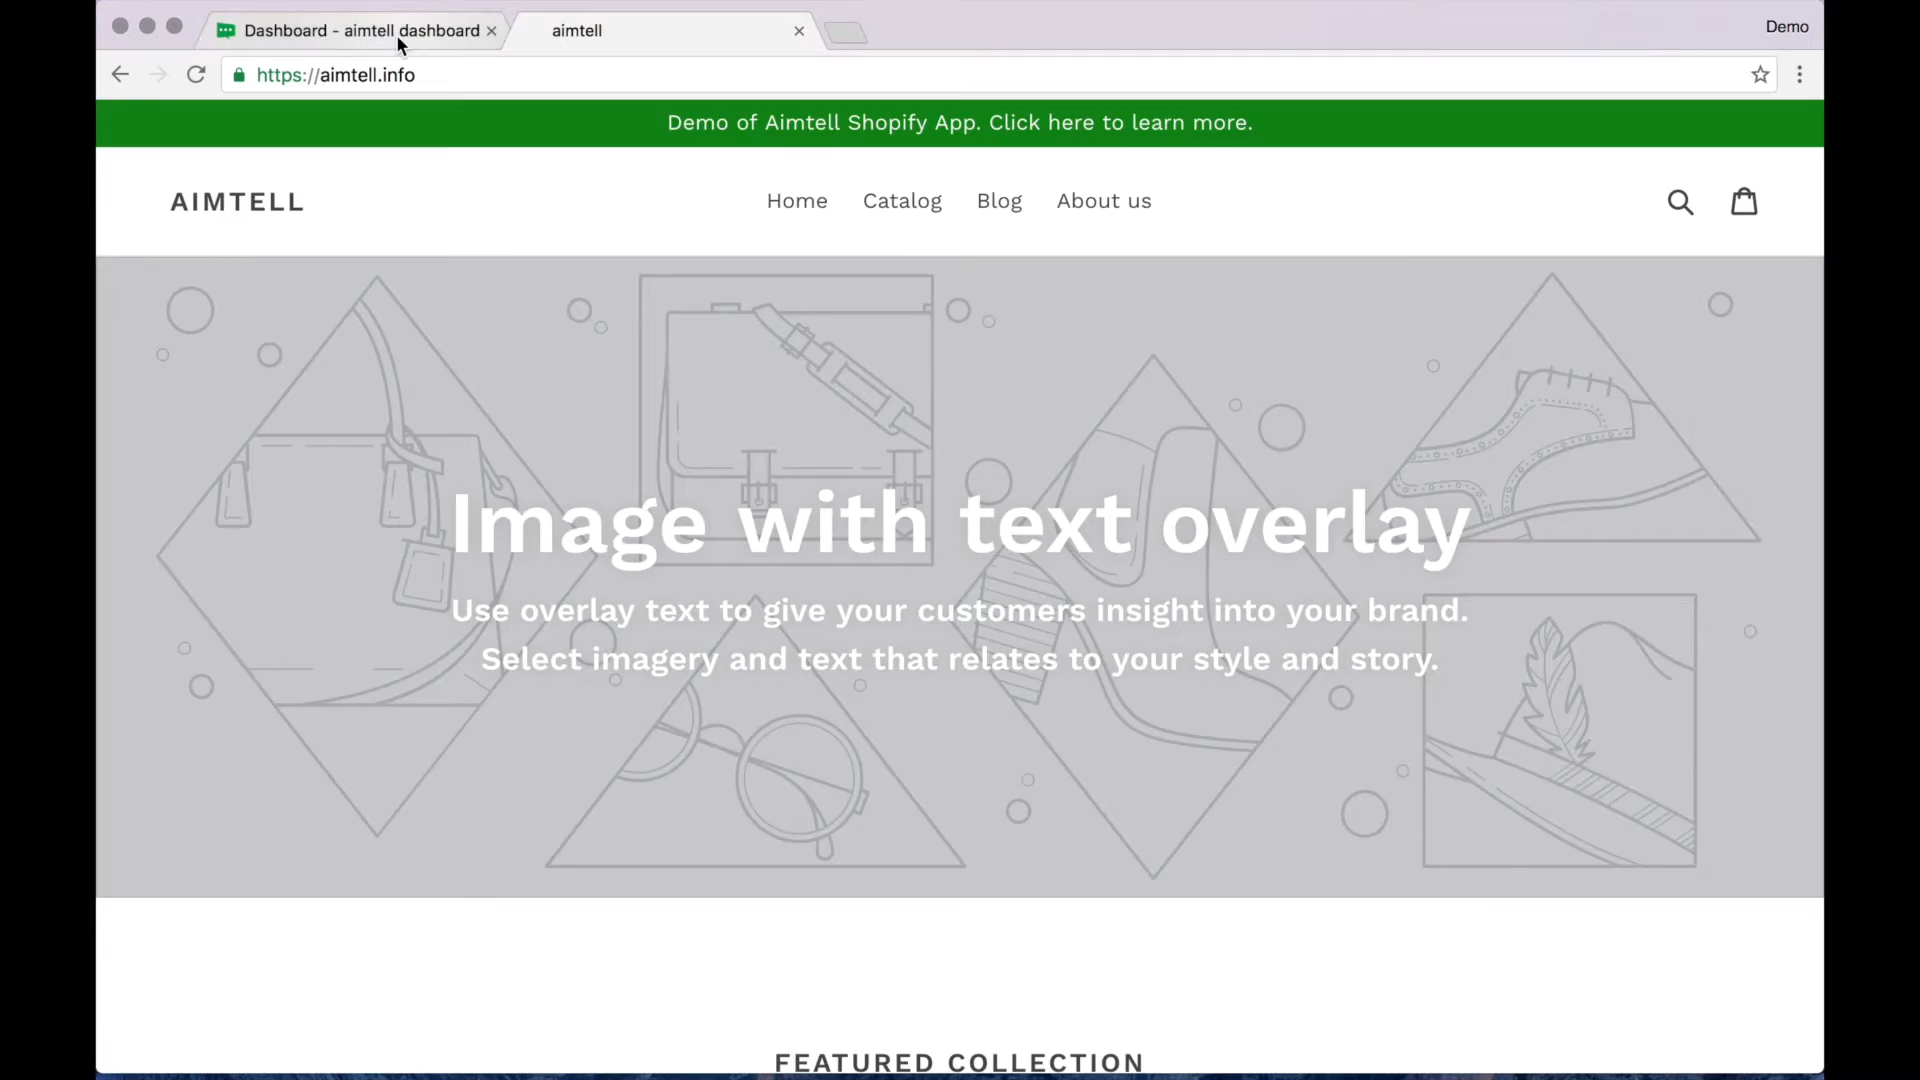 Dashboard - aimtell dashboard
aimtell
Demo
https://aimtell.info
Demo of Aimtell Shopify App. Click here to learn more.
AIMTELL
Home
Catalog
Blog
About us
Image with text overlay
Use overlay text to give your customers insight into your brand.
Select imagery and text that relates to your style and story.
FEATURED COLLECTION